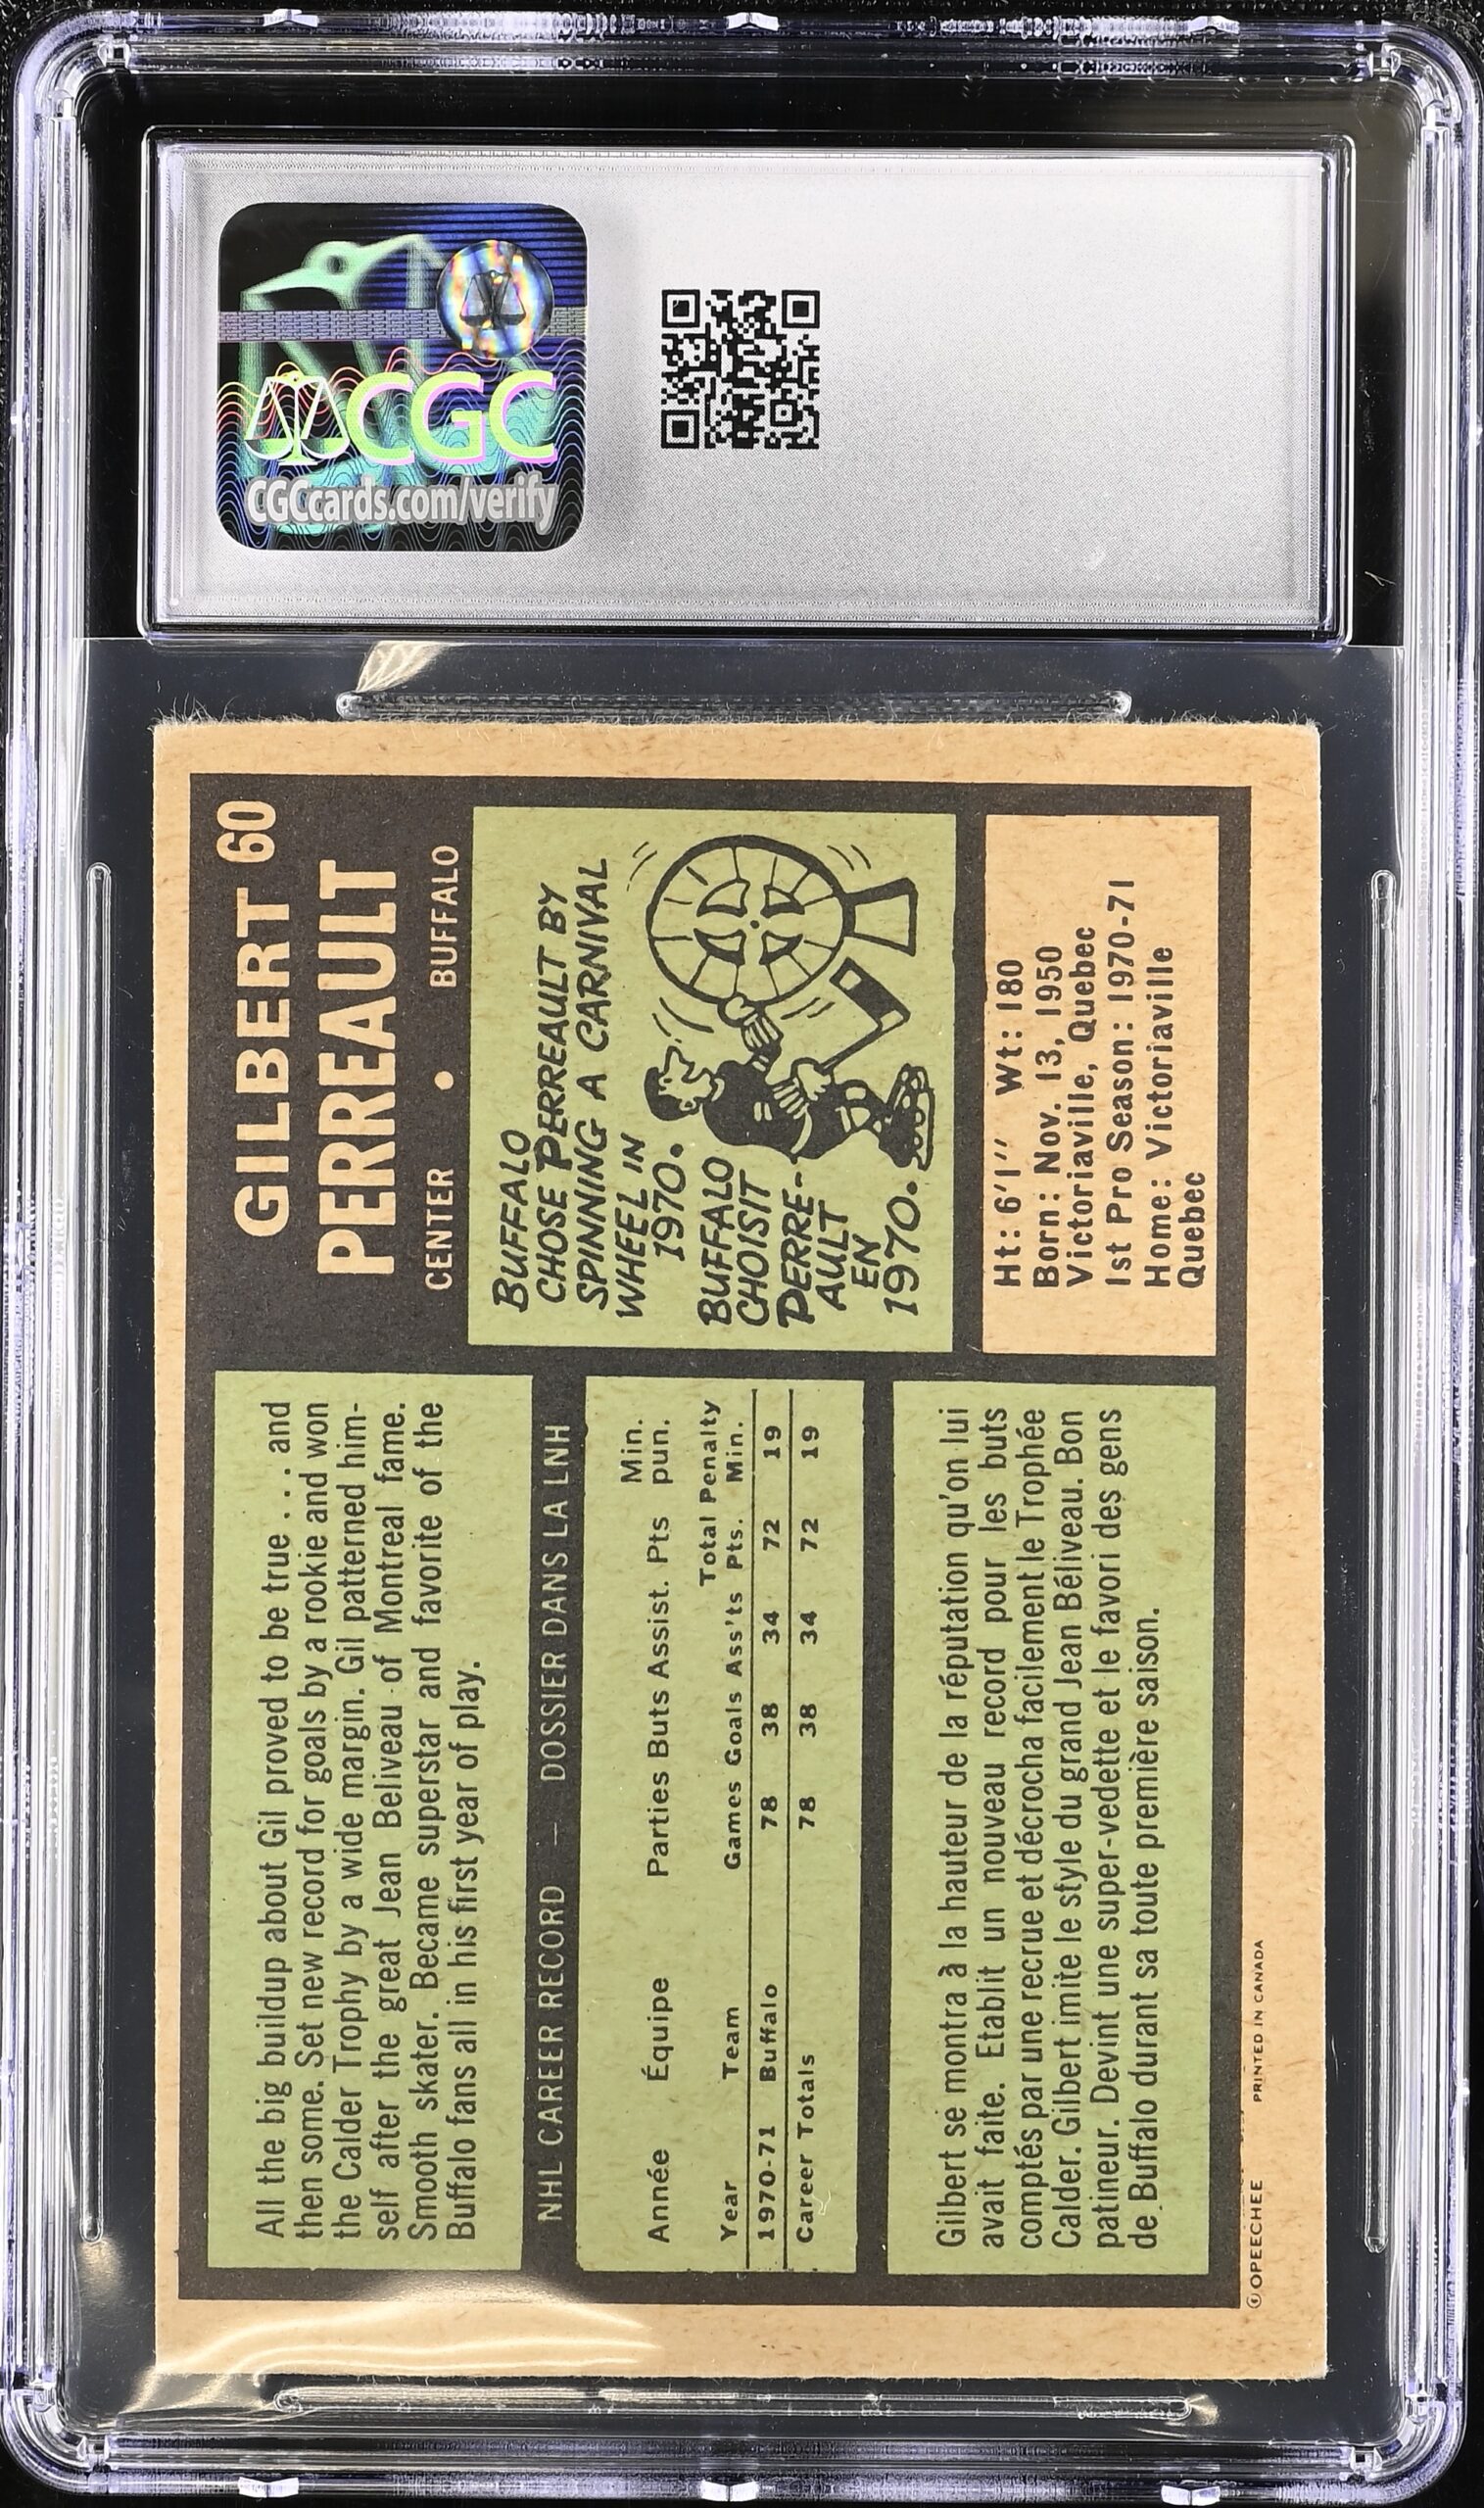 CGC
CGCcards.com/verify
GILBERT 60
PERREAULT
CENTER • BUFFALO
BUFFALO
CHOSE PERREAULT BY
SPINNING A CARNIVAL
WHEEL IN
1970.
BUFFALO
CHOISIT
PERRE-
AULT
EN
1970.
Ht: 6'1" Wt: 180
Born: Nov. 13, 1950
Victoriaville, Quebec
1st Pro Season: 1970-71
Home: Victoriaville
Quebec
All the big buildup about Gil proved to be true . . . and
then some. Set new record for goals by a rookie and won
the Calder Trophy by a wide margin. Gil patterned him-
self after the great Jean Beliveau of Montreal fame.
Smooth skater. Became superstar and favorite of the
Buffalo fans all in his first year of play.
NHL CAREER RECORD — DOSSIER DANS LA LNH
Min.
Année Équipe Parties Buts Assist. Pts pun.
Total Penalty
Year Team Games Goals Ass'ts Pts. Min.
1970-71 Buffalo 78 38 34 72 19
Career Totals 78 38 34 72 19
Gilbert se montra à la hauteur de la réputation qu'on lui
avait faite. Etablit un nouveau record pour les buts
comptés par une recrue et décrocha facilement le Trophée
Calder. Gilbert imite le style du grand Jean Béliveau. Bon
patineur. Devint une super-vedette et le favori des gens
de Buffalo durant sa toute première saison.
© OPEECHEE PRINTED IN CANADA